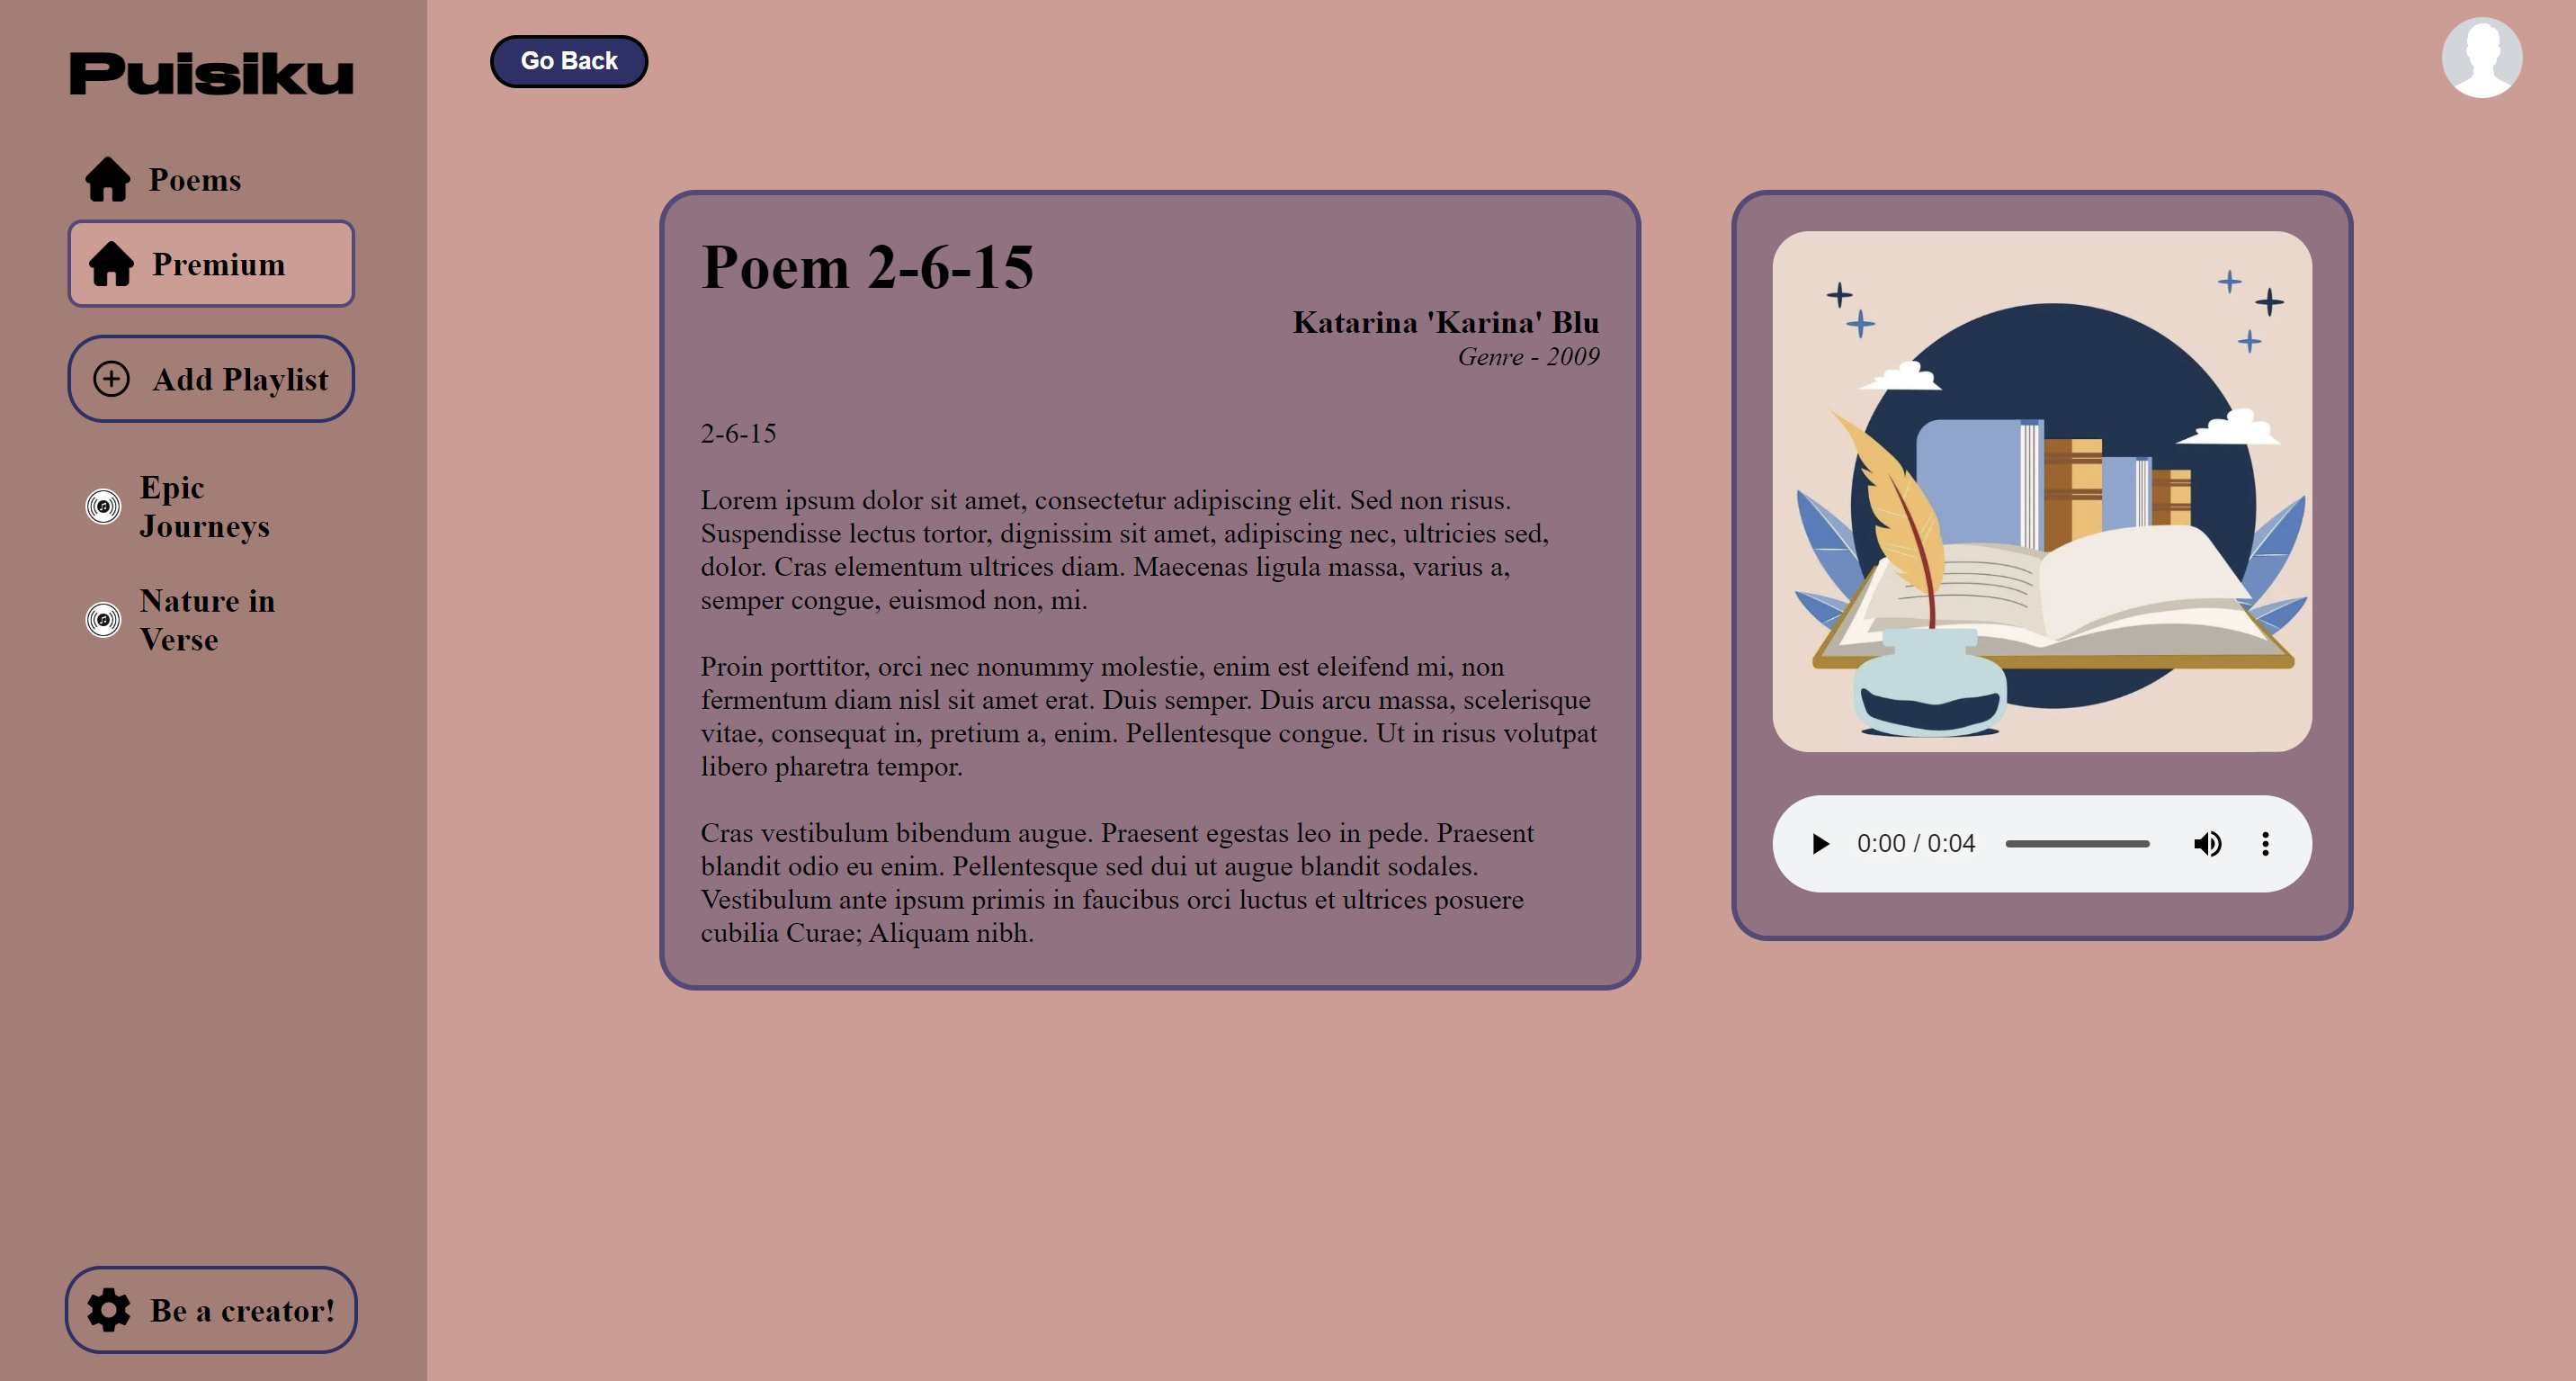 Puisiku
Poems
Premium
Add Playlist
Epic
Journeys
Nature in
Verse
Be a creator!
Go Back
Poem 2-6-15
Katarina 'Karina' Blu
Genre - 2009
2-6-15
Lorem ipsum dolor sit amet, consectetur adipiscing elit. Sed non risus.
Suspendisse lectus tortor, dignissim sit amet, adipiscing nec, ultricies sed,
dolor. Cras elementum ultrices diam. Maecenas ligula massa, varius a,
semper congue, euismod non, mi.
Proin porttitor, orci nec nonummy molestie, enim est eleifend mi, non
fermentum diam nisl sit amet erat. Duis semper. Duis arcu massa, scelerisque
vitae, consequat in, pretium a, enim. Pellentesque congue. Ut in risus volutpat
libero pharetra tempor.
Cras vestibulum bibendum augue. Praesent egestas leo in pede. Praesent
blandit odio eu enim. Pellentesque sed dui ut augue blandit sodales.
Vestibulum ante ipsum primis in faucibus orci luctus et ultrices posuere
cubilia Curae; Aliquam nibh.
0:00 / 0:04